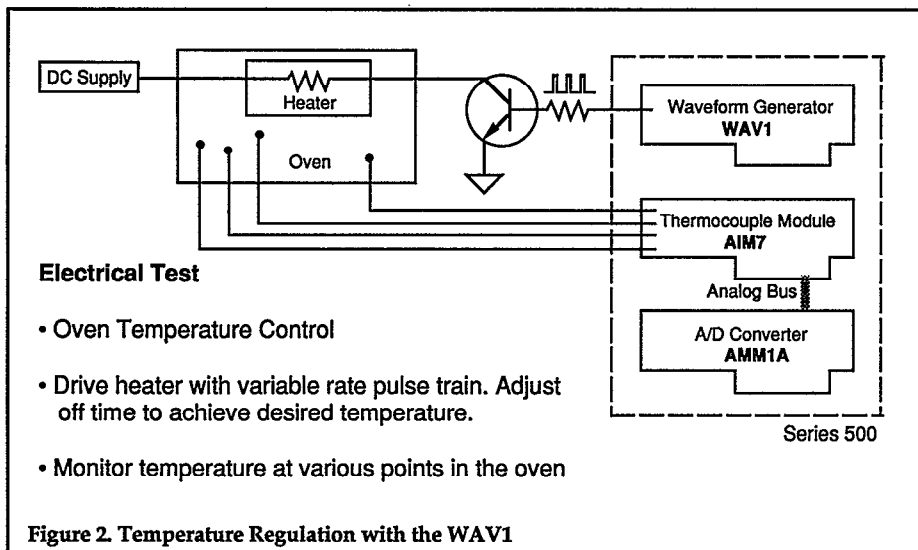 DC Supply
Heater
Oven
Waveform Generator
WAV1
Thermocouple Module
AIM7
Analog Bus
A/D Converter
AMM1A
Series 500
Electrical Test
• Oven Temperature Control
• Drive heater with variable rate pulse train. Adjust
off time to achieve desired temperature.
• Monitor temperature at various points in the oven
Figure 2. Temperature Regulation with the WAV1